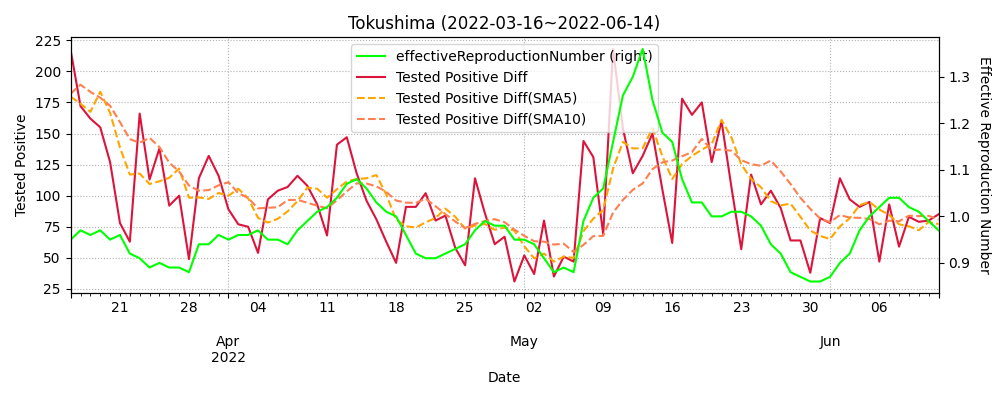 Tokushima (2022-03-16~2022-06-14)
effectiveReproductionNumber (right)
Tested Positive Diff
Tested Positive Diff(SMA5)
Tested Positive Diff(SMA10)
Tested Positive
225
200
175
150
125
100
75
50
25
Effective Reproduction Number
1.3
1.2
1.1
1.0
0.9
21 28 04 11 18 25 02 09 16 23 30 06
Apr May Jun
2022
Date